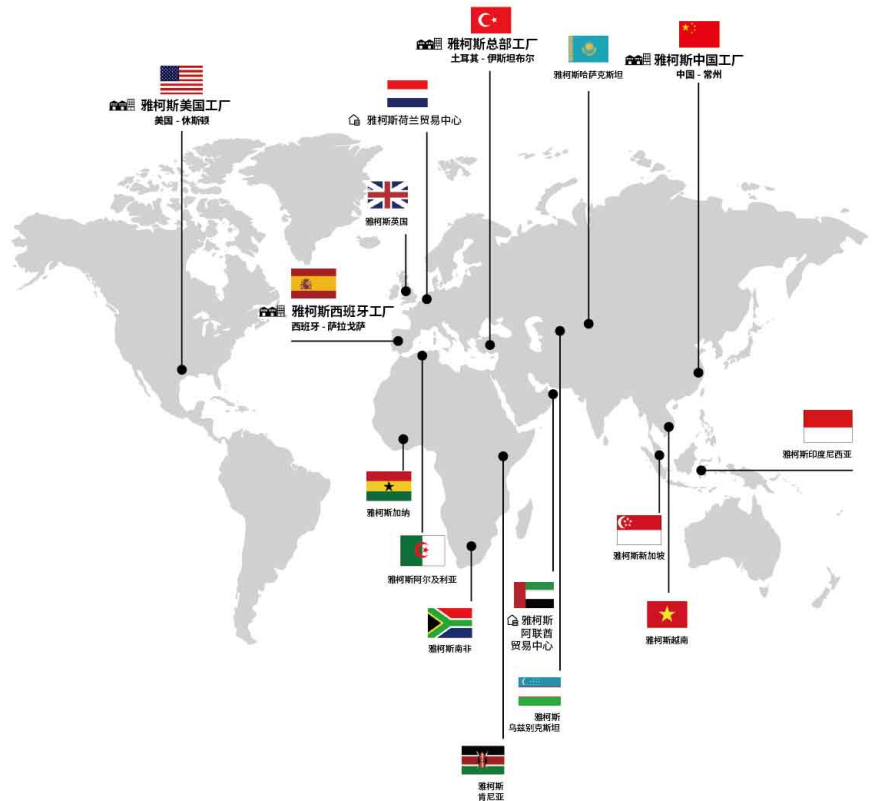 雅柯斯总部工厂
土耳其 - 伊斯坦布尔
雅柯斯哈萨克斯坦
雅柯斯中国工厂
中国 - 常州
雅柯斯美国工厂
美国 - 休斯顿
雅柯斯荷兰贸易中心
雅柯斯英国
雅柯斯西班牙工厂
西班牙 - 萨拉戈萨
雅柯斯印度尼西亚
雅柯斯加纳
雅柯斯新加坡
雅柯斯阿尔及利亚
雅柯斯南非
雅柯斯
阿联酋
贸易中心
雅柯斯越南
雅柯斯
乌兹别克斯坦
雅柯斯
肯尼亚